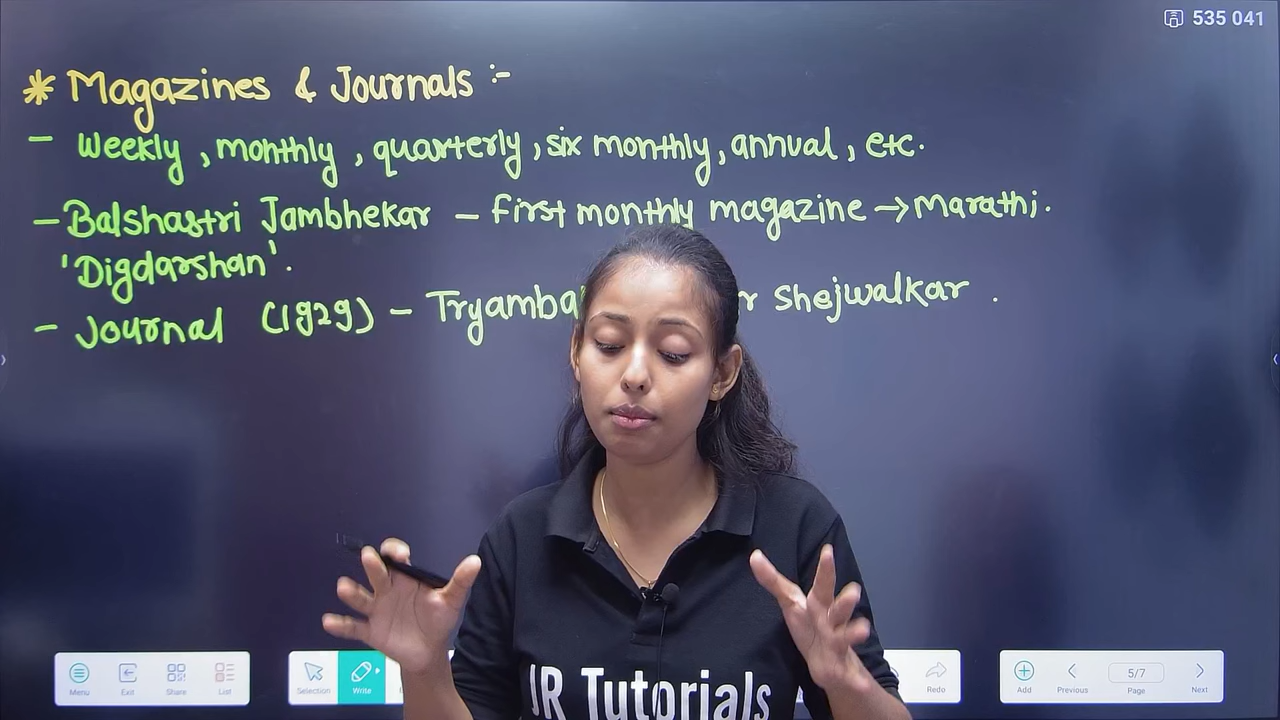 535 041
* Magazines & Journals :-
- Weekly, monthly, quarterly, six monthly, annual, etc.
- Balshastri Jambhekar - First monthly magazine → Marathi.
'Digdarshan'.
- Journal (1929) - Tryamba r Shejwalkar.
JR Tutorials
Menu Exit Share List Selection Write Redo Add Previous 5/7 Page Next